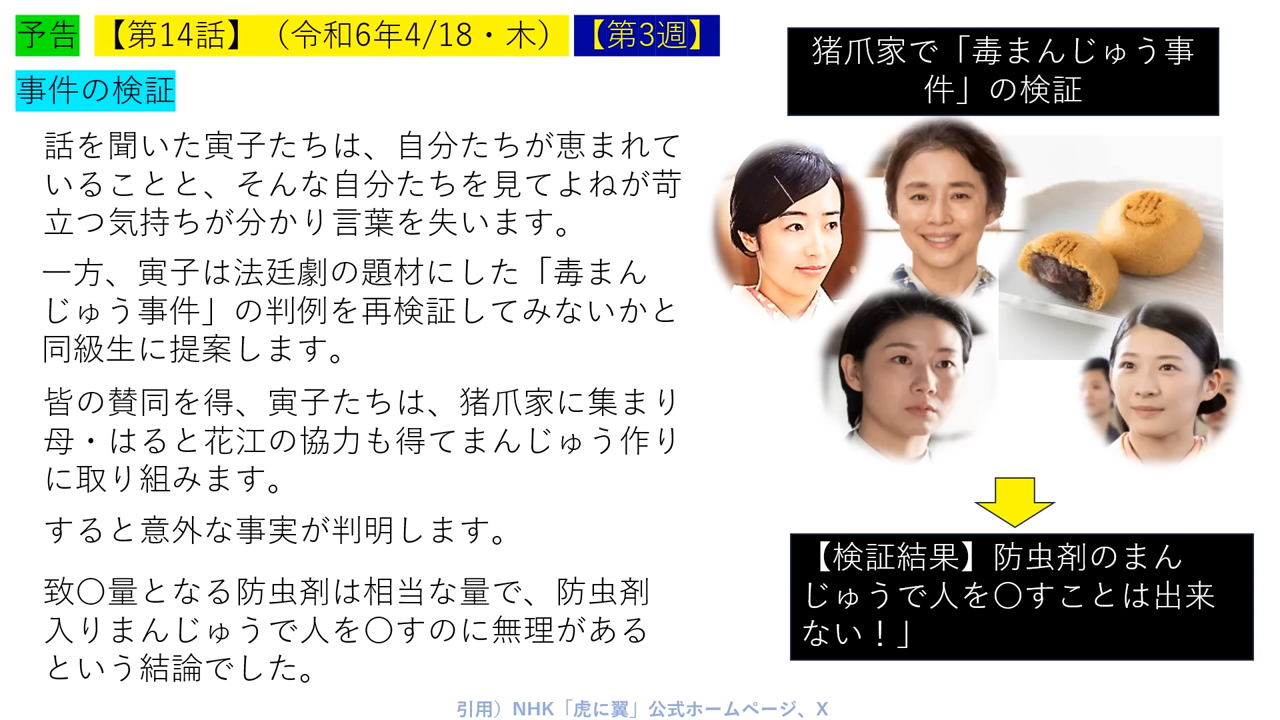 予告 【第14話】（令和6年4/18・木）【第3週】
事件の検証
話を聞いた寅子たちは、自分たちが恵まれて
いることと、そんな自分たちを見てよねが苛
立つ気持ちが分かり言葉を失います。
一方、寅子は法廷劇の題材にした「毒まん
じゅう事件」の判例を再検証してみないかと
同級生に提案します。
皆の賛同を得、寅子たちは、猪爪家に集まり
母・はると花江の協力も得てまんじゅう作り
に取り組みます。
すると意外な事実が判明します。
致〇量となる防虫剤は相当な量で、防虫剤
入りまんじゅうで人を〇すのに無理がある
という結論でした。
猪爪家で「毒まんじゅう事
件」の検証
【検証結果】防虫剤のまん
じゅうで人を〇すことは出来
ない！」
引用）NHK「虎に翼」公式ホームページ、X